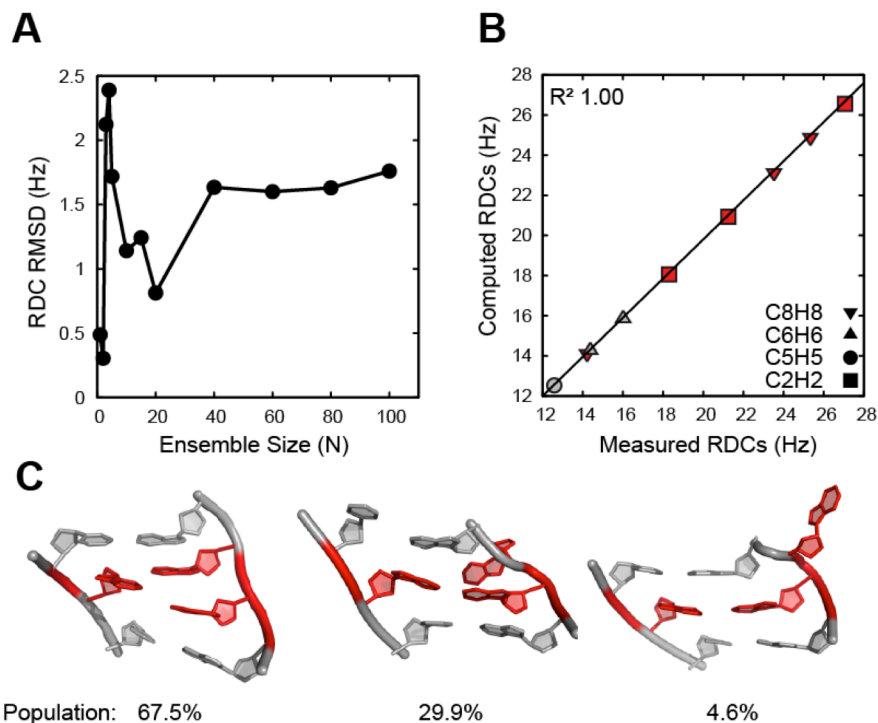 A
RDC RMSD (Hz)
2.5
2
1.5
1
0.5
0
0 20 40 60 80 100
Ensemble Size (N)
B
R² 1.00
Computed RDCs (Hz)
28
26
24
22
20
18
16
14
12
C8H8
C6H6
C5H5
C2H2
12 14 16 18 20 22 24 26 28
Measured RDCs (Hz)
C
Population: 67.5% 29.9% 4.6%